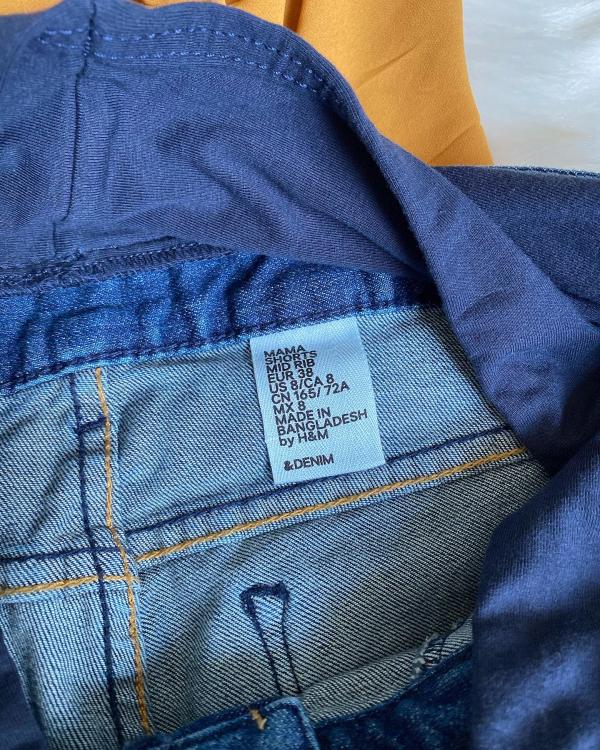 MAMA
SHORTS
MID RIB
EUR 38
US 8/CA 8
CN 165/72A
MX 8
MADE IN
BANGLADESH
by H&M
&DENIM